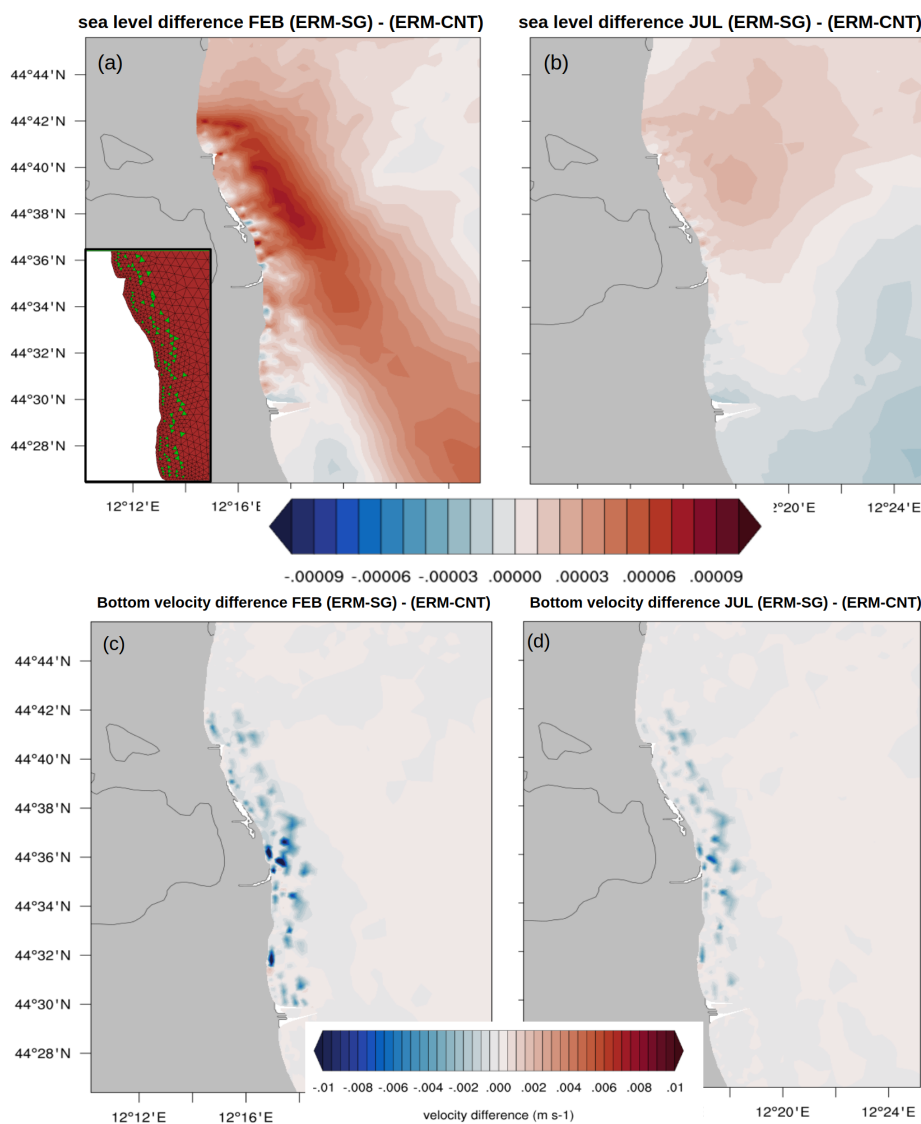 sea level difference FEB (ERM-SG) - (ERM-CNT)
sea level difference JUL (ERM-SG) - (ERM-CNT)
(a)
(b)
44°44'N
44°42'N
44°40'N
44°38'N
44°36'N
44°34'N
44°32'N
44°30'N
44°28'N
12°12'E
12°16'E
12°20'E
12°24'E
-.00009 -.00006 -.00003 .00000 .00003 .00006 .00009
Bottom velocity difference FEB (ERM-SG) - (ERM-CNT)
Bottom velocity difference JUL (ERM-SG) - (ERM-CNT)
(c)
(d)
44°44'N
44°42'N
44°40'N
44°38'N
44°36'N
44°34'N
44°32'N
44°30'N
44°28'N
12°12'E
12°16'E
12°20'E
12°24'E
-.01 -.008 -.006 -.004 -.002 .000 .002 .004 .006 .008 .01
velocity difference (m s-1)